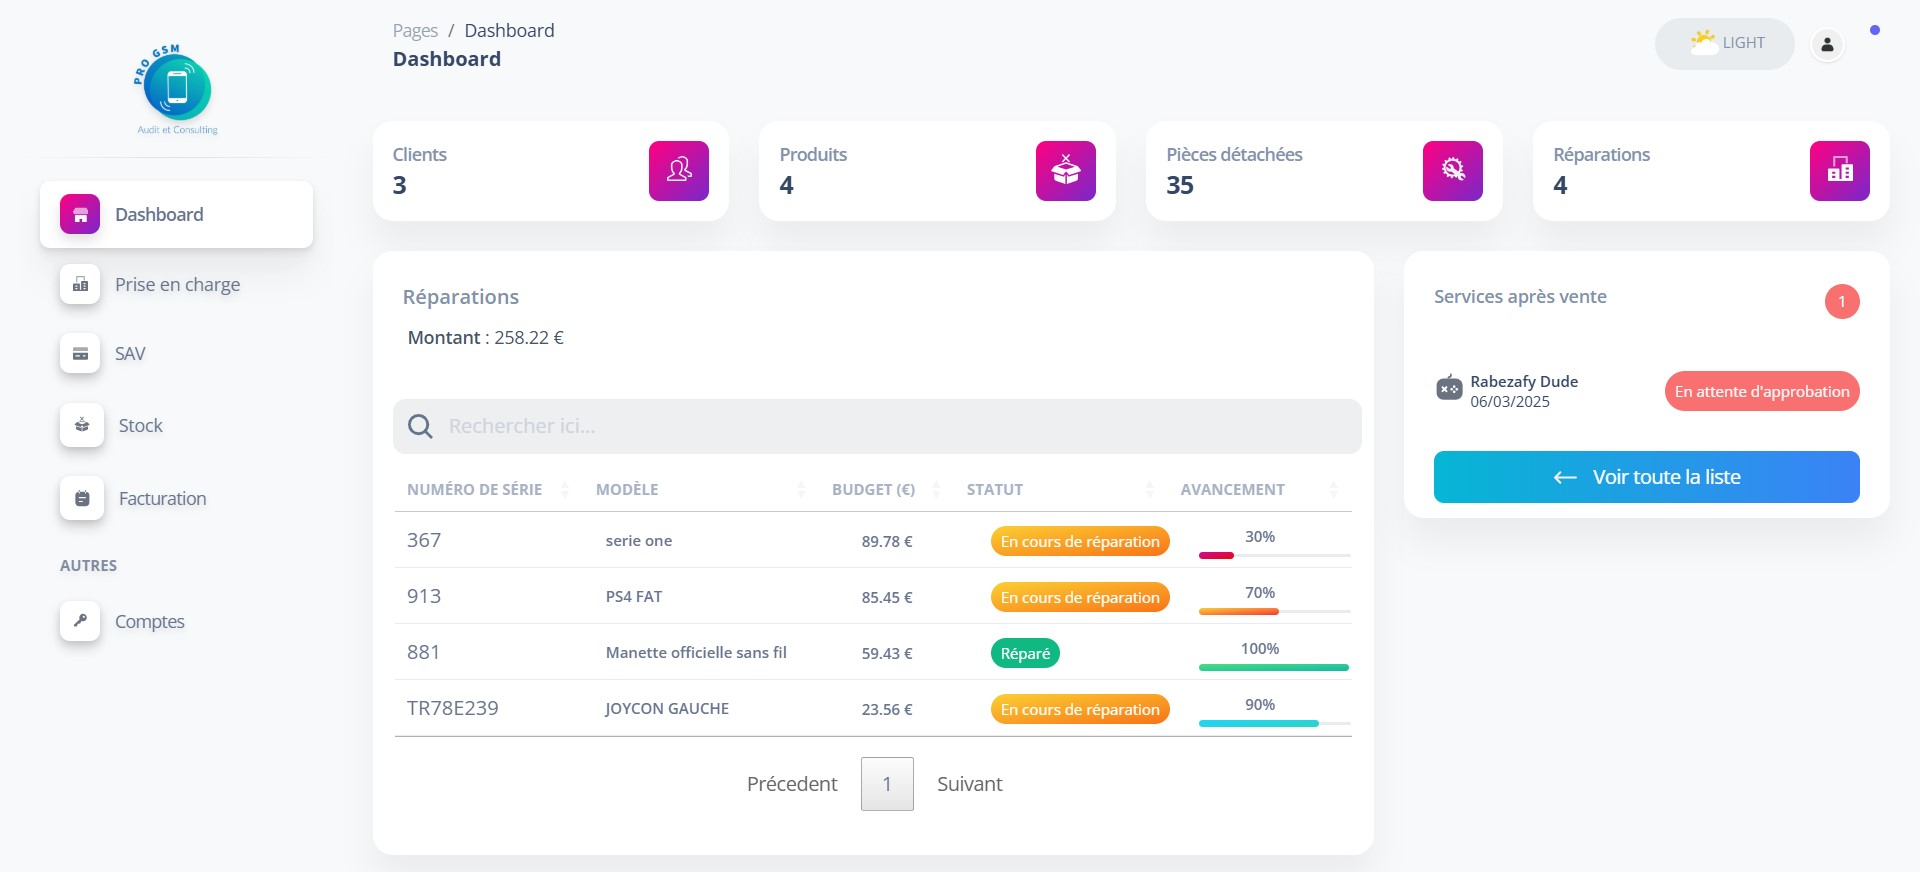 PRO GSM
Audit et Consulting
Dashboard
Prise en charge
SAV
Stock
Facturation
AUTRES
Comptes
Pages / Dashboard
Dashboard
LIGHT
Clients
3
Produits
4
Pièces détachées
35
Réparations
4
Réparations
Montant : 258.22 €
Rechercher ici...
NUMÉRO DE SÉRIE MODÈLE BUDGET (€) STATUT AVANCEMENT
367 serie one 89.78 € En cours de réparation 30%
913 PS4 FAT 85.45 € En cours de réparation 70%
881 Manette officielle sans fil 59.43 € Réparé 100%
TR78E239 JOYCON GAUCHE 23.56 € En cours de réparation 90%
Précedent 1 Suivant
Services après vente 1
Rabezafy Dude
06/03/2025
En attente d'approbation
Voir toute la liste